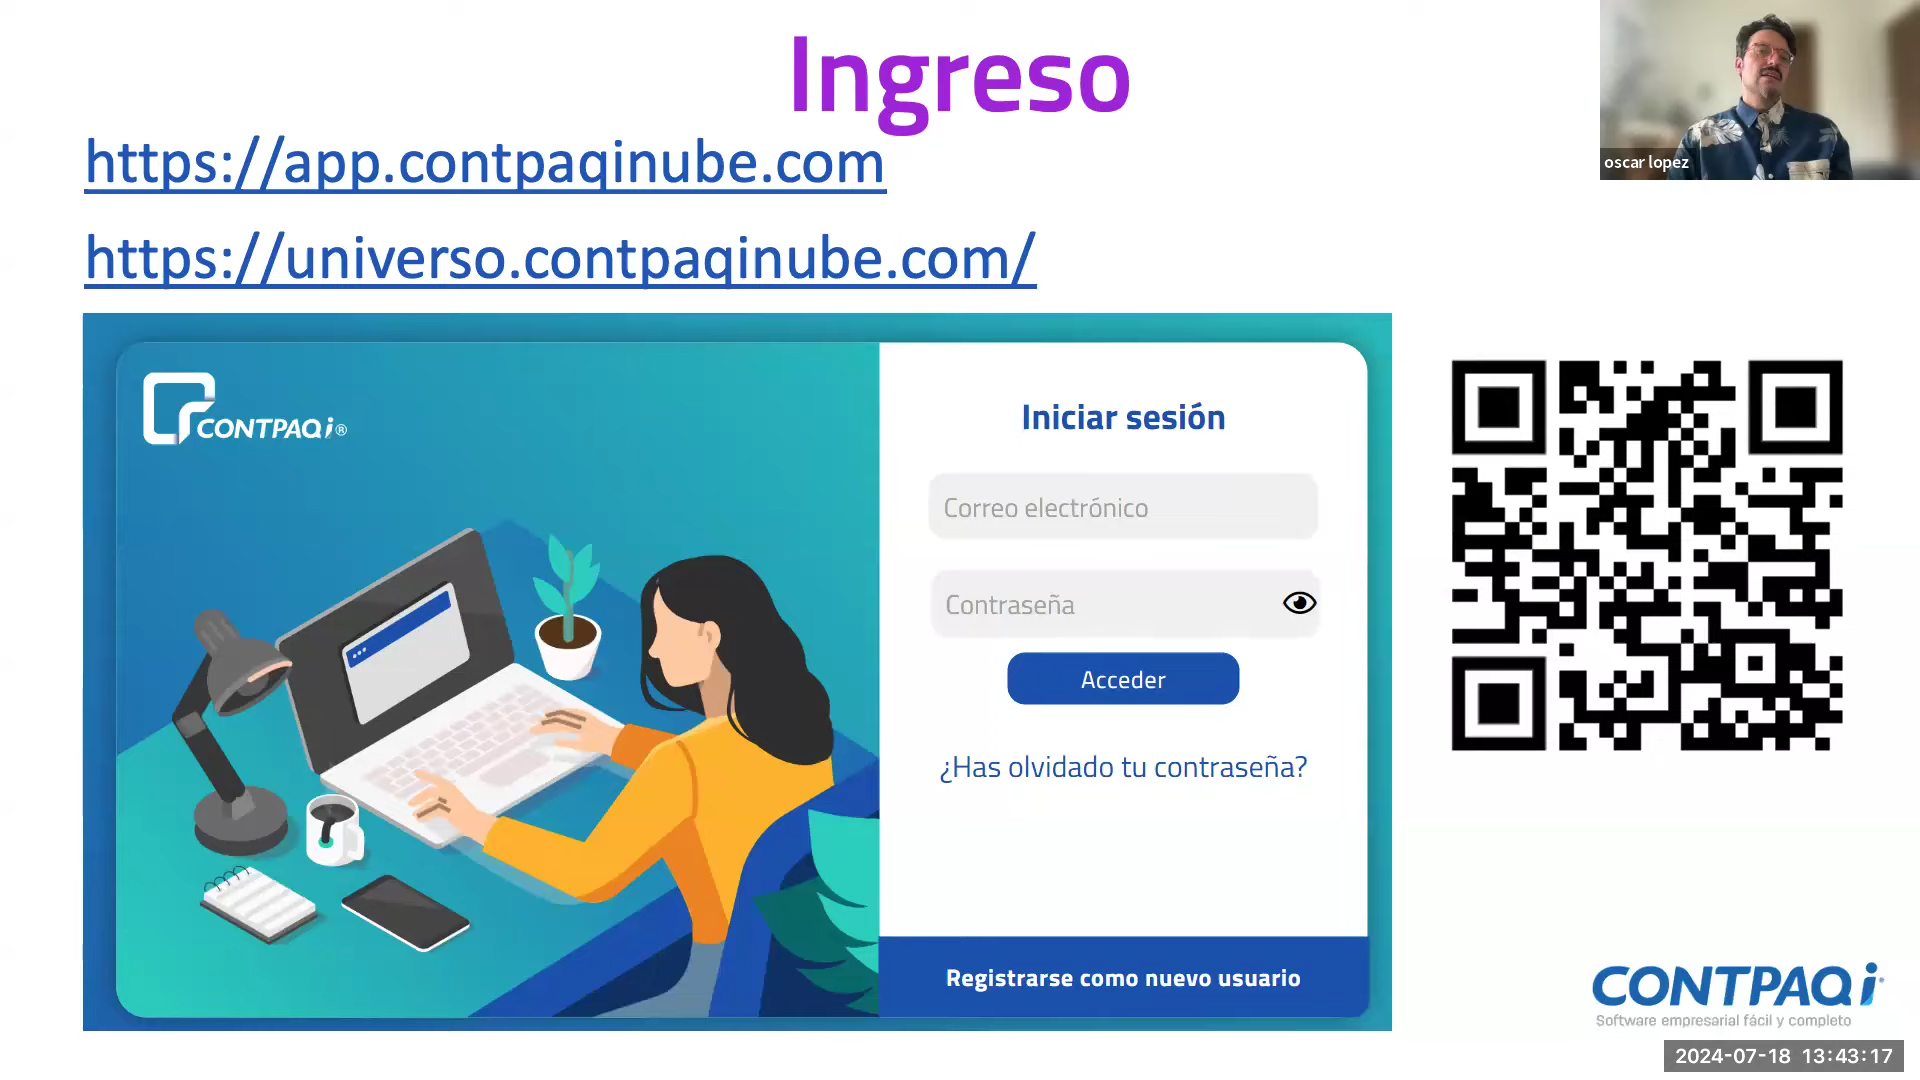 Ingreso
oscar lopez
https://app.contpaqinube.com
https://universo.contpaqinube.com/
CONTPAQi®
Iniciar sesión
Correo electrónico
Contraseña
Acceder
¿Has olvidado tu contraseña?
Registrarse como nuevo usuario
CONTPAQi
Software empresarial fácil y completo
2024-07-18 13:43:17